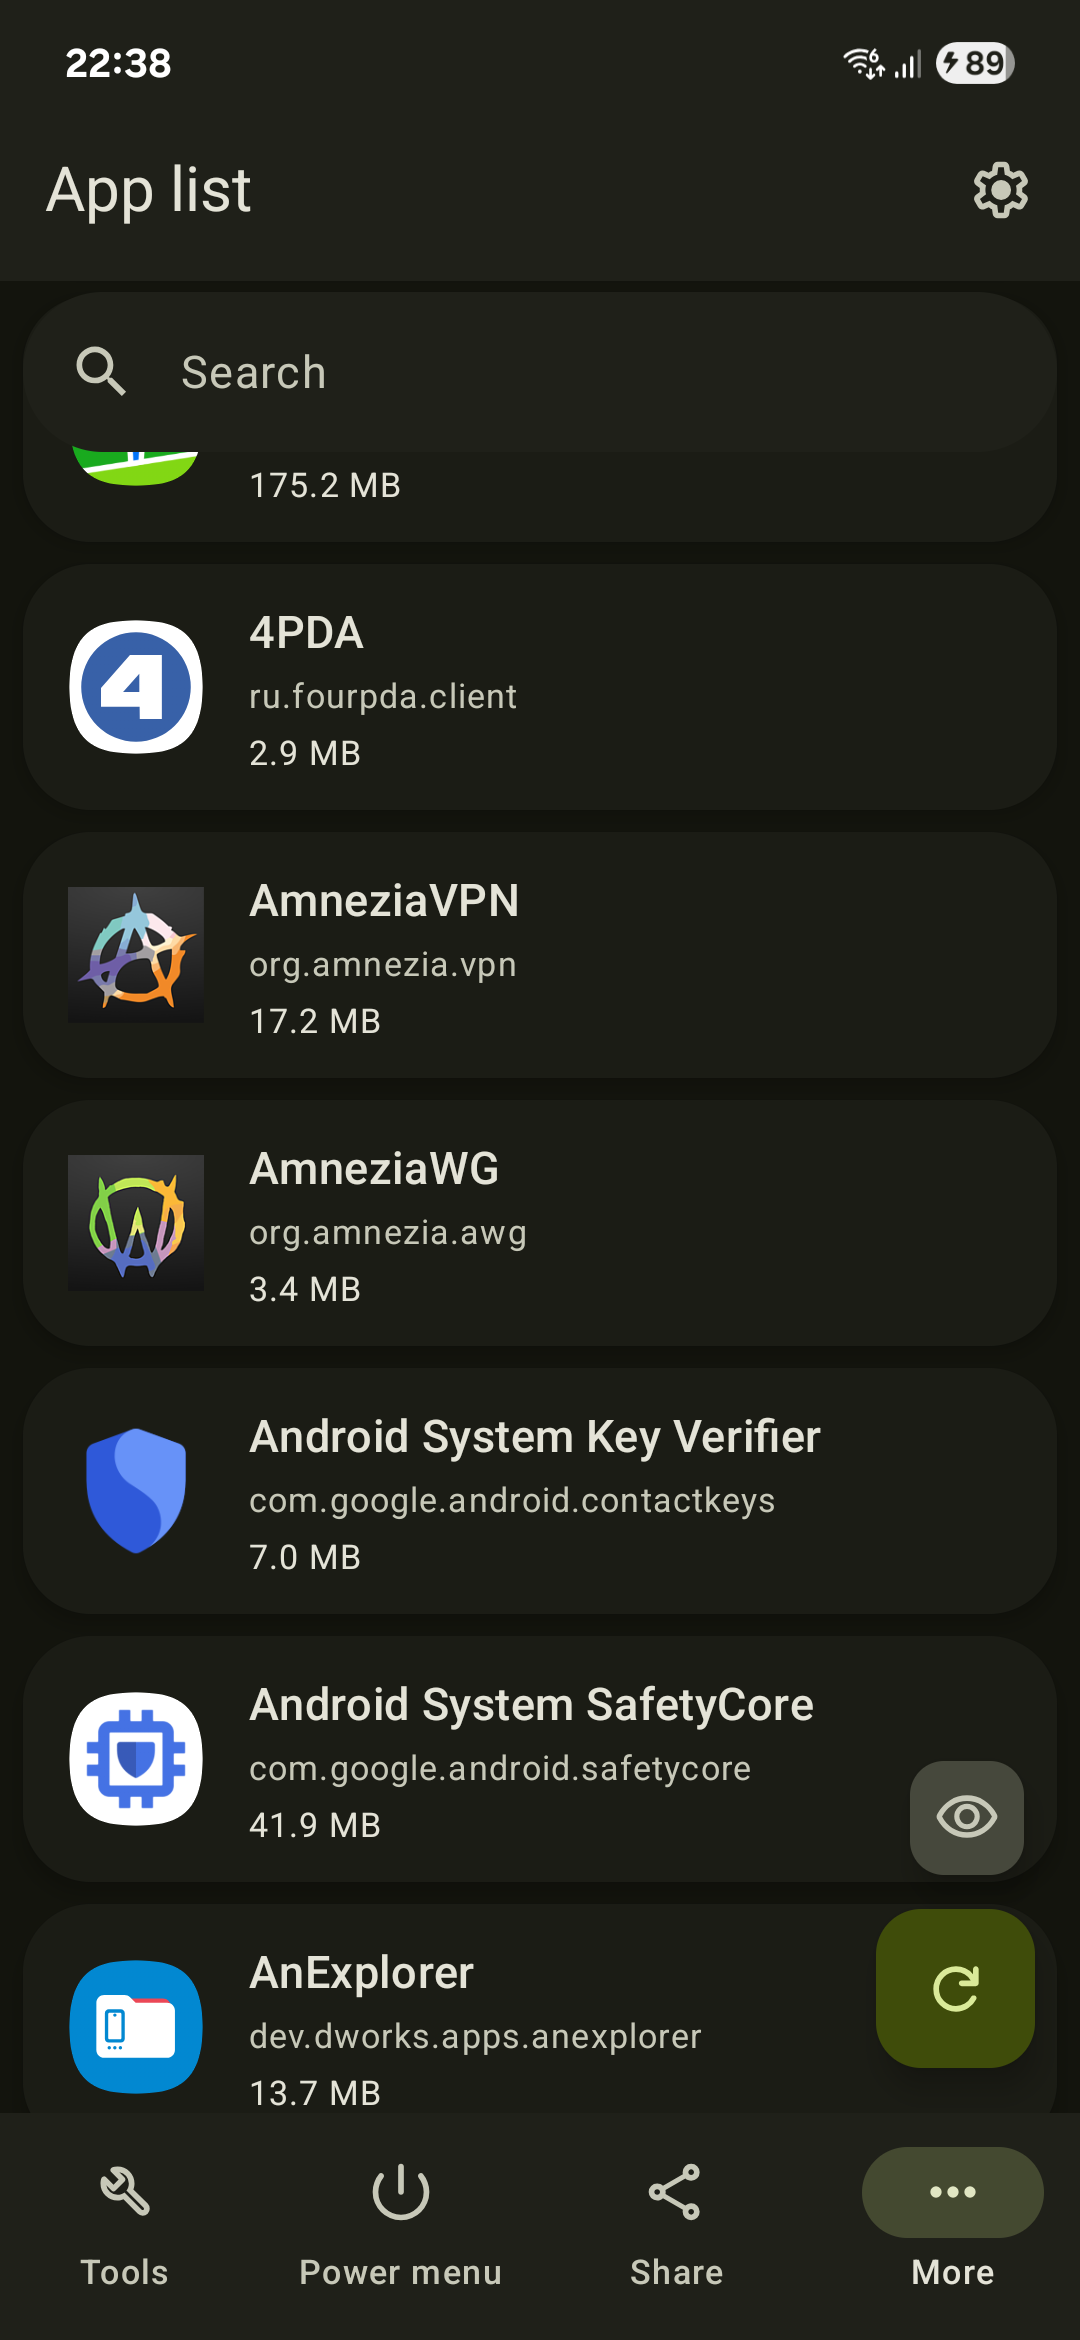 22:38
6
89
App list
Search
175.2 MB
4
4PDA
ru.fourpda.client
2.9 MB
AmneziaVPN
org.amnezia.vpn
17.2 MB
AmneziaWG
org.amnezia.awg
3.4 MB
Android System Key Verifier
com.google.android.contactkeys
7.0 MB
Android System SafetyCore
com.google.android.safetycore
41.9 MB
AnExplorer
dev.dworks.apps.anexplorer
13.7 MB
Tools
Power menu
Share
More